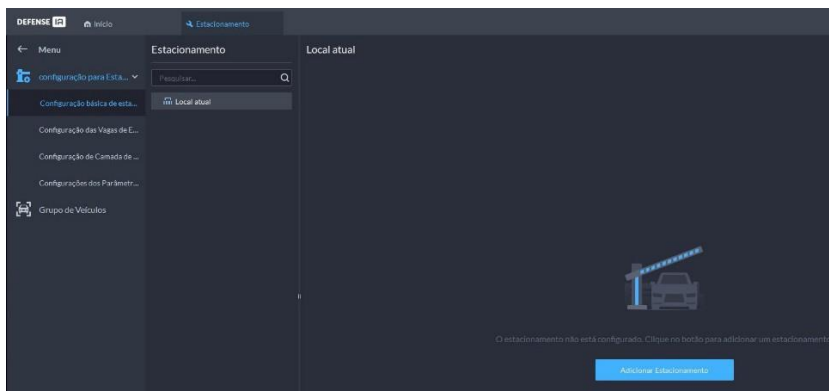 DEFENSE IA Início Estacionamento
Menu
Estacionamento
Local atual
configuração para Esta...
Pesquisar...
Configuração básica de esta...
Local atual
Configuração das Vagas de E...
Configuração de Camada de ...
Configurações dos Parâmetr...
Grupo de Veículos
O estacionamento não está configurado. Clique no botão para adicionar um estacionamento
Adicionar Estacionamento